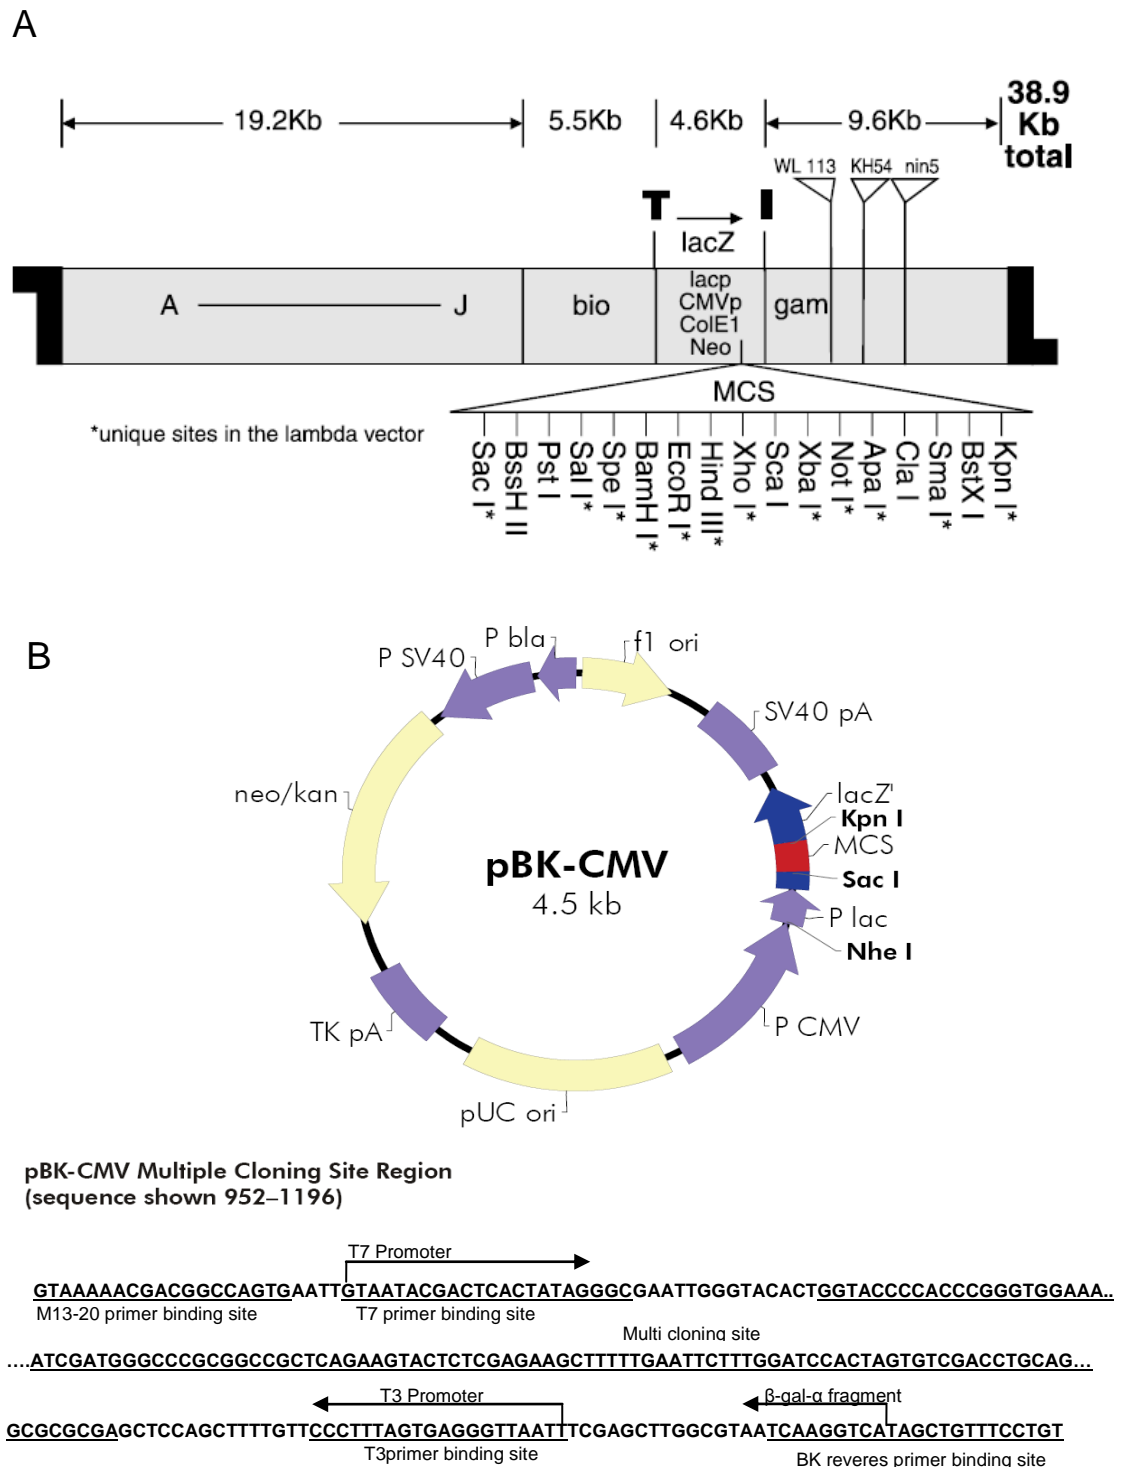 A
19.2Kb
5.5Kb
4.6Kb
9.6Kb
38.9
Kb
total
WL 113
KH54
nin5
T
I
lacZ
A
J
bio
lacp
CMVp
ColE1
Neo
gam
MCS
*unique sites in the lambda vector
Sac I*
BssH II
Pst I
Sal I*
Spe I*
BamH I*
EcoR I*
Hind III*
Xho I*
Sca I
Xba I*
Not I*
Apa I*
Cla I
Sma I*
BstX I
Kpn I*
B
P bla
f1 ori
P SV40
SV40 pA
neo/kan
lacZ'
Kpn I
MCS
Sac I
P lac
Nhe I
pBK-CMV
4.5 kb
TK pA
P CMV
pUC ori
pBK-CMV Multiple Cloning Site Region
(sequence shown 952–1196)
T7 Promoter
GTAAAAACGACGGCCAGTGAATTGTAATACGACTCACTATAGGGCGAATTGGGTACACTGGTACCCCACCCGGGTGGAAA..
M13-20 primer binding site
T7 primer binding site
Multi cloning site
....ATCGATGGGCCCGCGGCCGCTCAGAAGTACTCTCGAGAAGCTTTTTGAATTCTTTGGATCCACTAGTGTCGACCTGCAG...
T3 Promoter
β-gal-α fragment
GCGCGCGAGCTCCAGCTTTTGTTCCCTTTAGTGAGGGTTAATTTCGAGCTTGGCGTAATCAAGGTCATAGCTGTTTCCTGT
T3primer binding site
BK reveres primer binding site